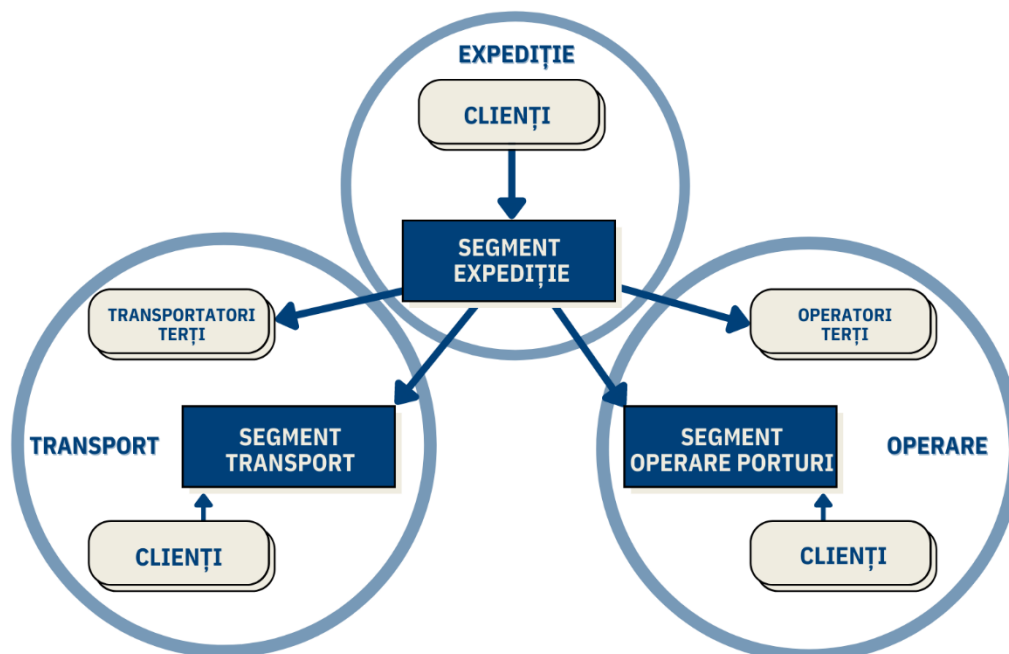 EXPEDIȚIE
CLIENȚI
SEGMENT
EXPEDIȚIE
TRANSPORTATORI
TERȚI
OPERATORI
TERȚI
TRANSPORT
SEGMENT
TRANSPORT
SEGMENT
OPERARE PORTURI
OPERARE
CLIENȚI
CLIENȚI